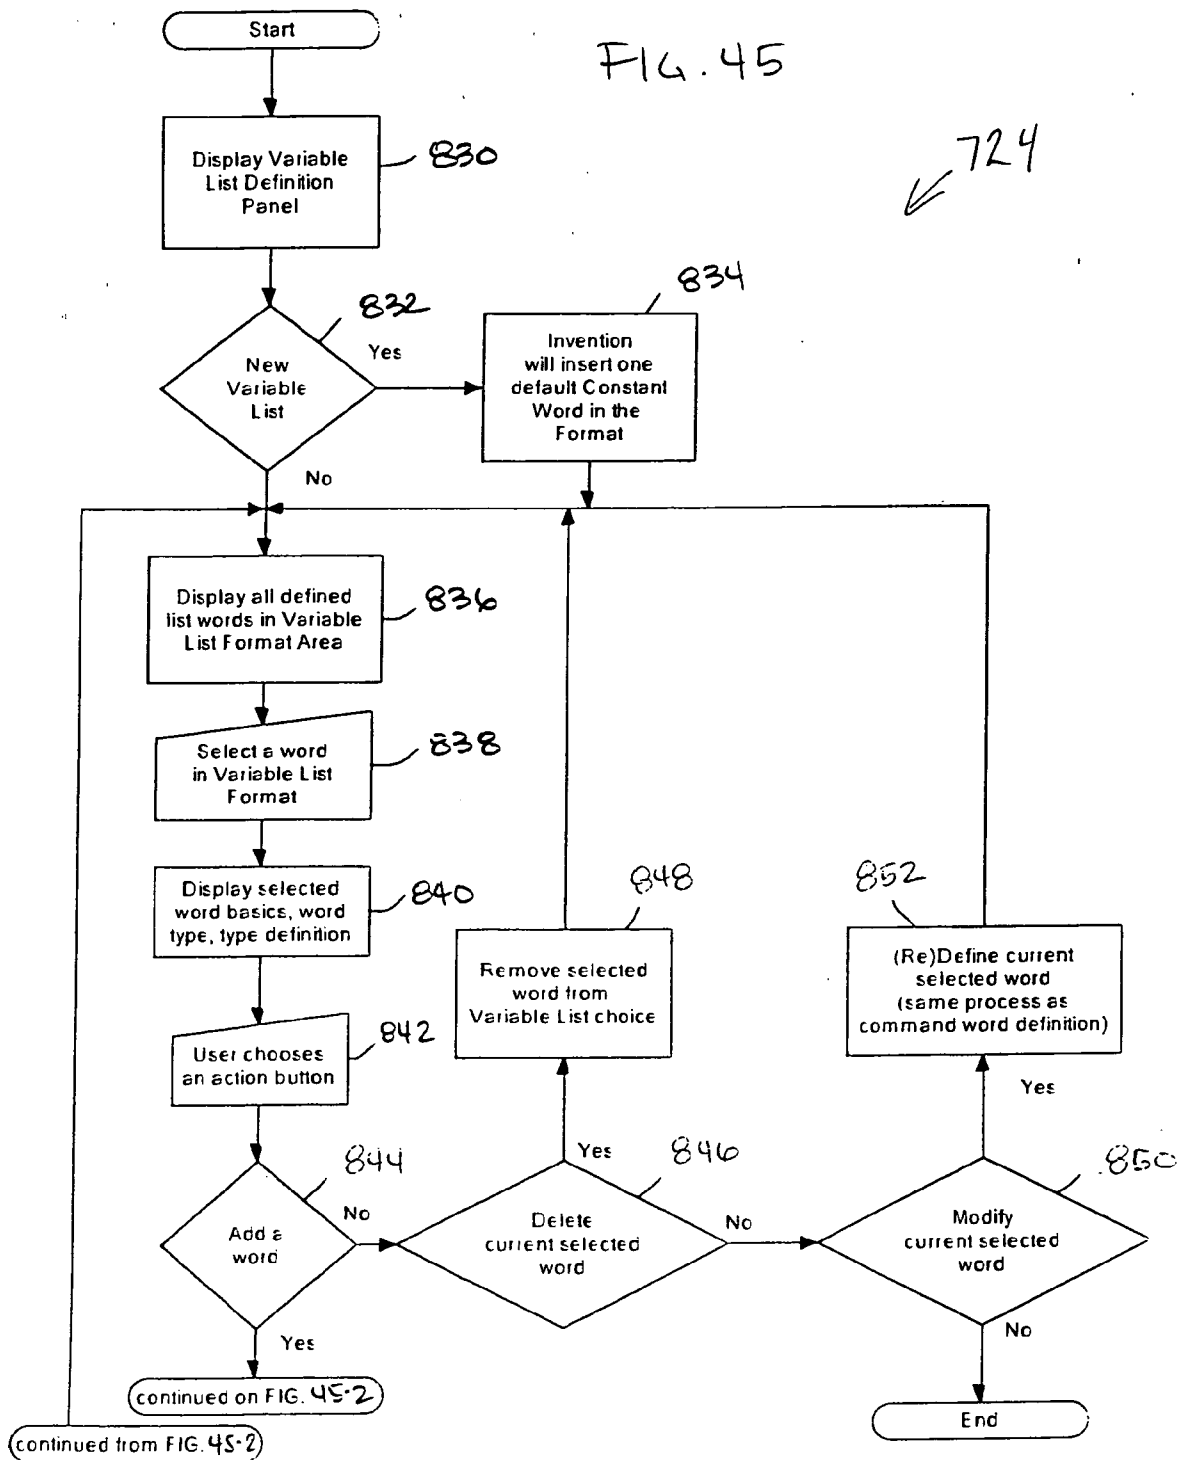 Start
FIG. 45
724
Display Variable
List Definition
Panel
830
832
New
Variable
List
Yes
834
Invention
will insert one
default Constant
Word in the
Format
No
Display all defined
list words in Variable
List Format Area
836
Select a word
in Variable List
Format
838
Display selected
word basics, word
type, type definition
840
848
Remove selected
word from
Variable List choice
852
(Re)Define current
selected word
(same process as
command word definition)
User chooses
an action button
842
Yes
Yes
844
Add a
word
No
846
Delete
current selected
word
No
850
Modify
current selected
word
Yes
No
continued on FIG. 45-2
End
continued from FIG. 45-2